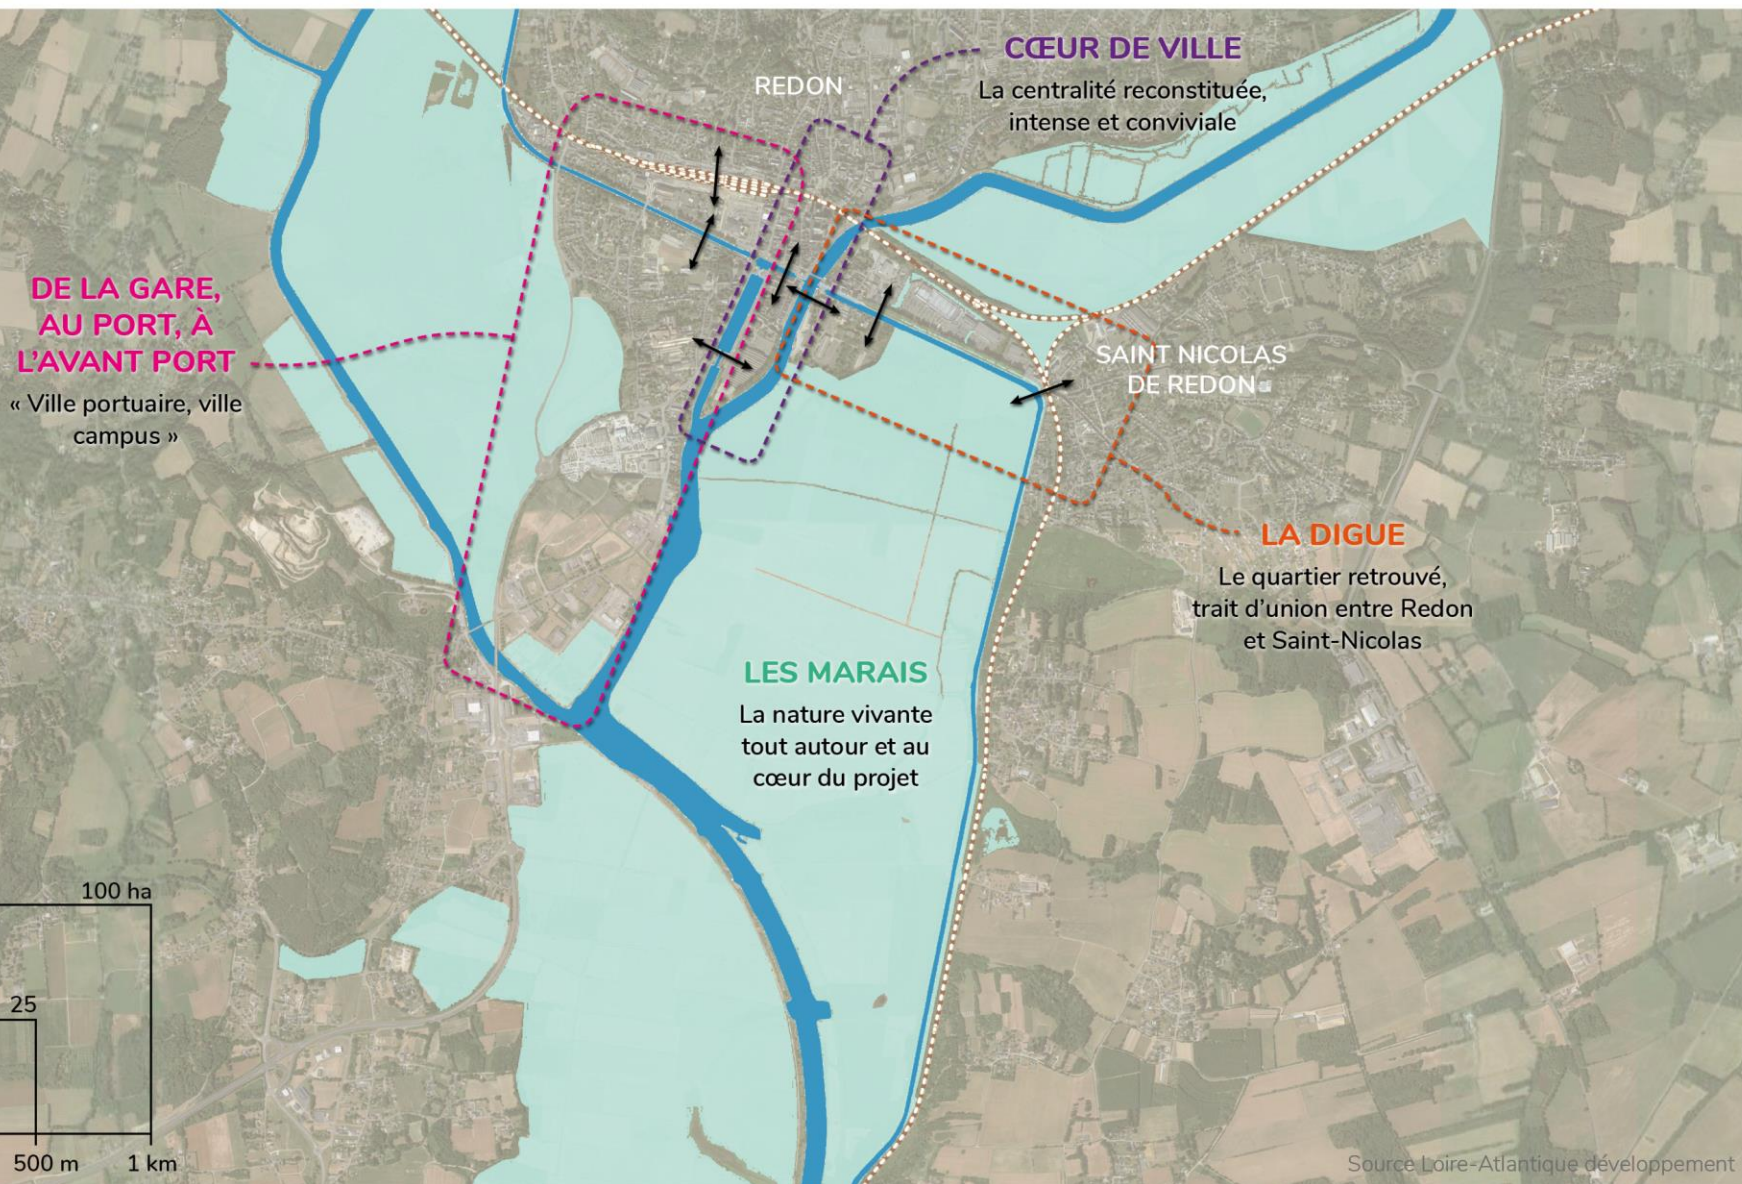 CŒUR DE VILLE
La centralité reconstituée,
intense et conviviale
REDON
DE LA GARE,
AU PORT, À
L'AVANT PORT
« Ville portuaire, ville
campus »
SAINT NICOLAS
DE REDON
LA DIGUE
Le quartier retrouvé,
trait d'union entre Redon
et Saint-Nicolas
LES MARAIS
La nature vivante
tout autour et au
cœur du projet
100 ha
25
500 m
1 km
Source Loire-Atlantique développement